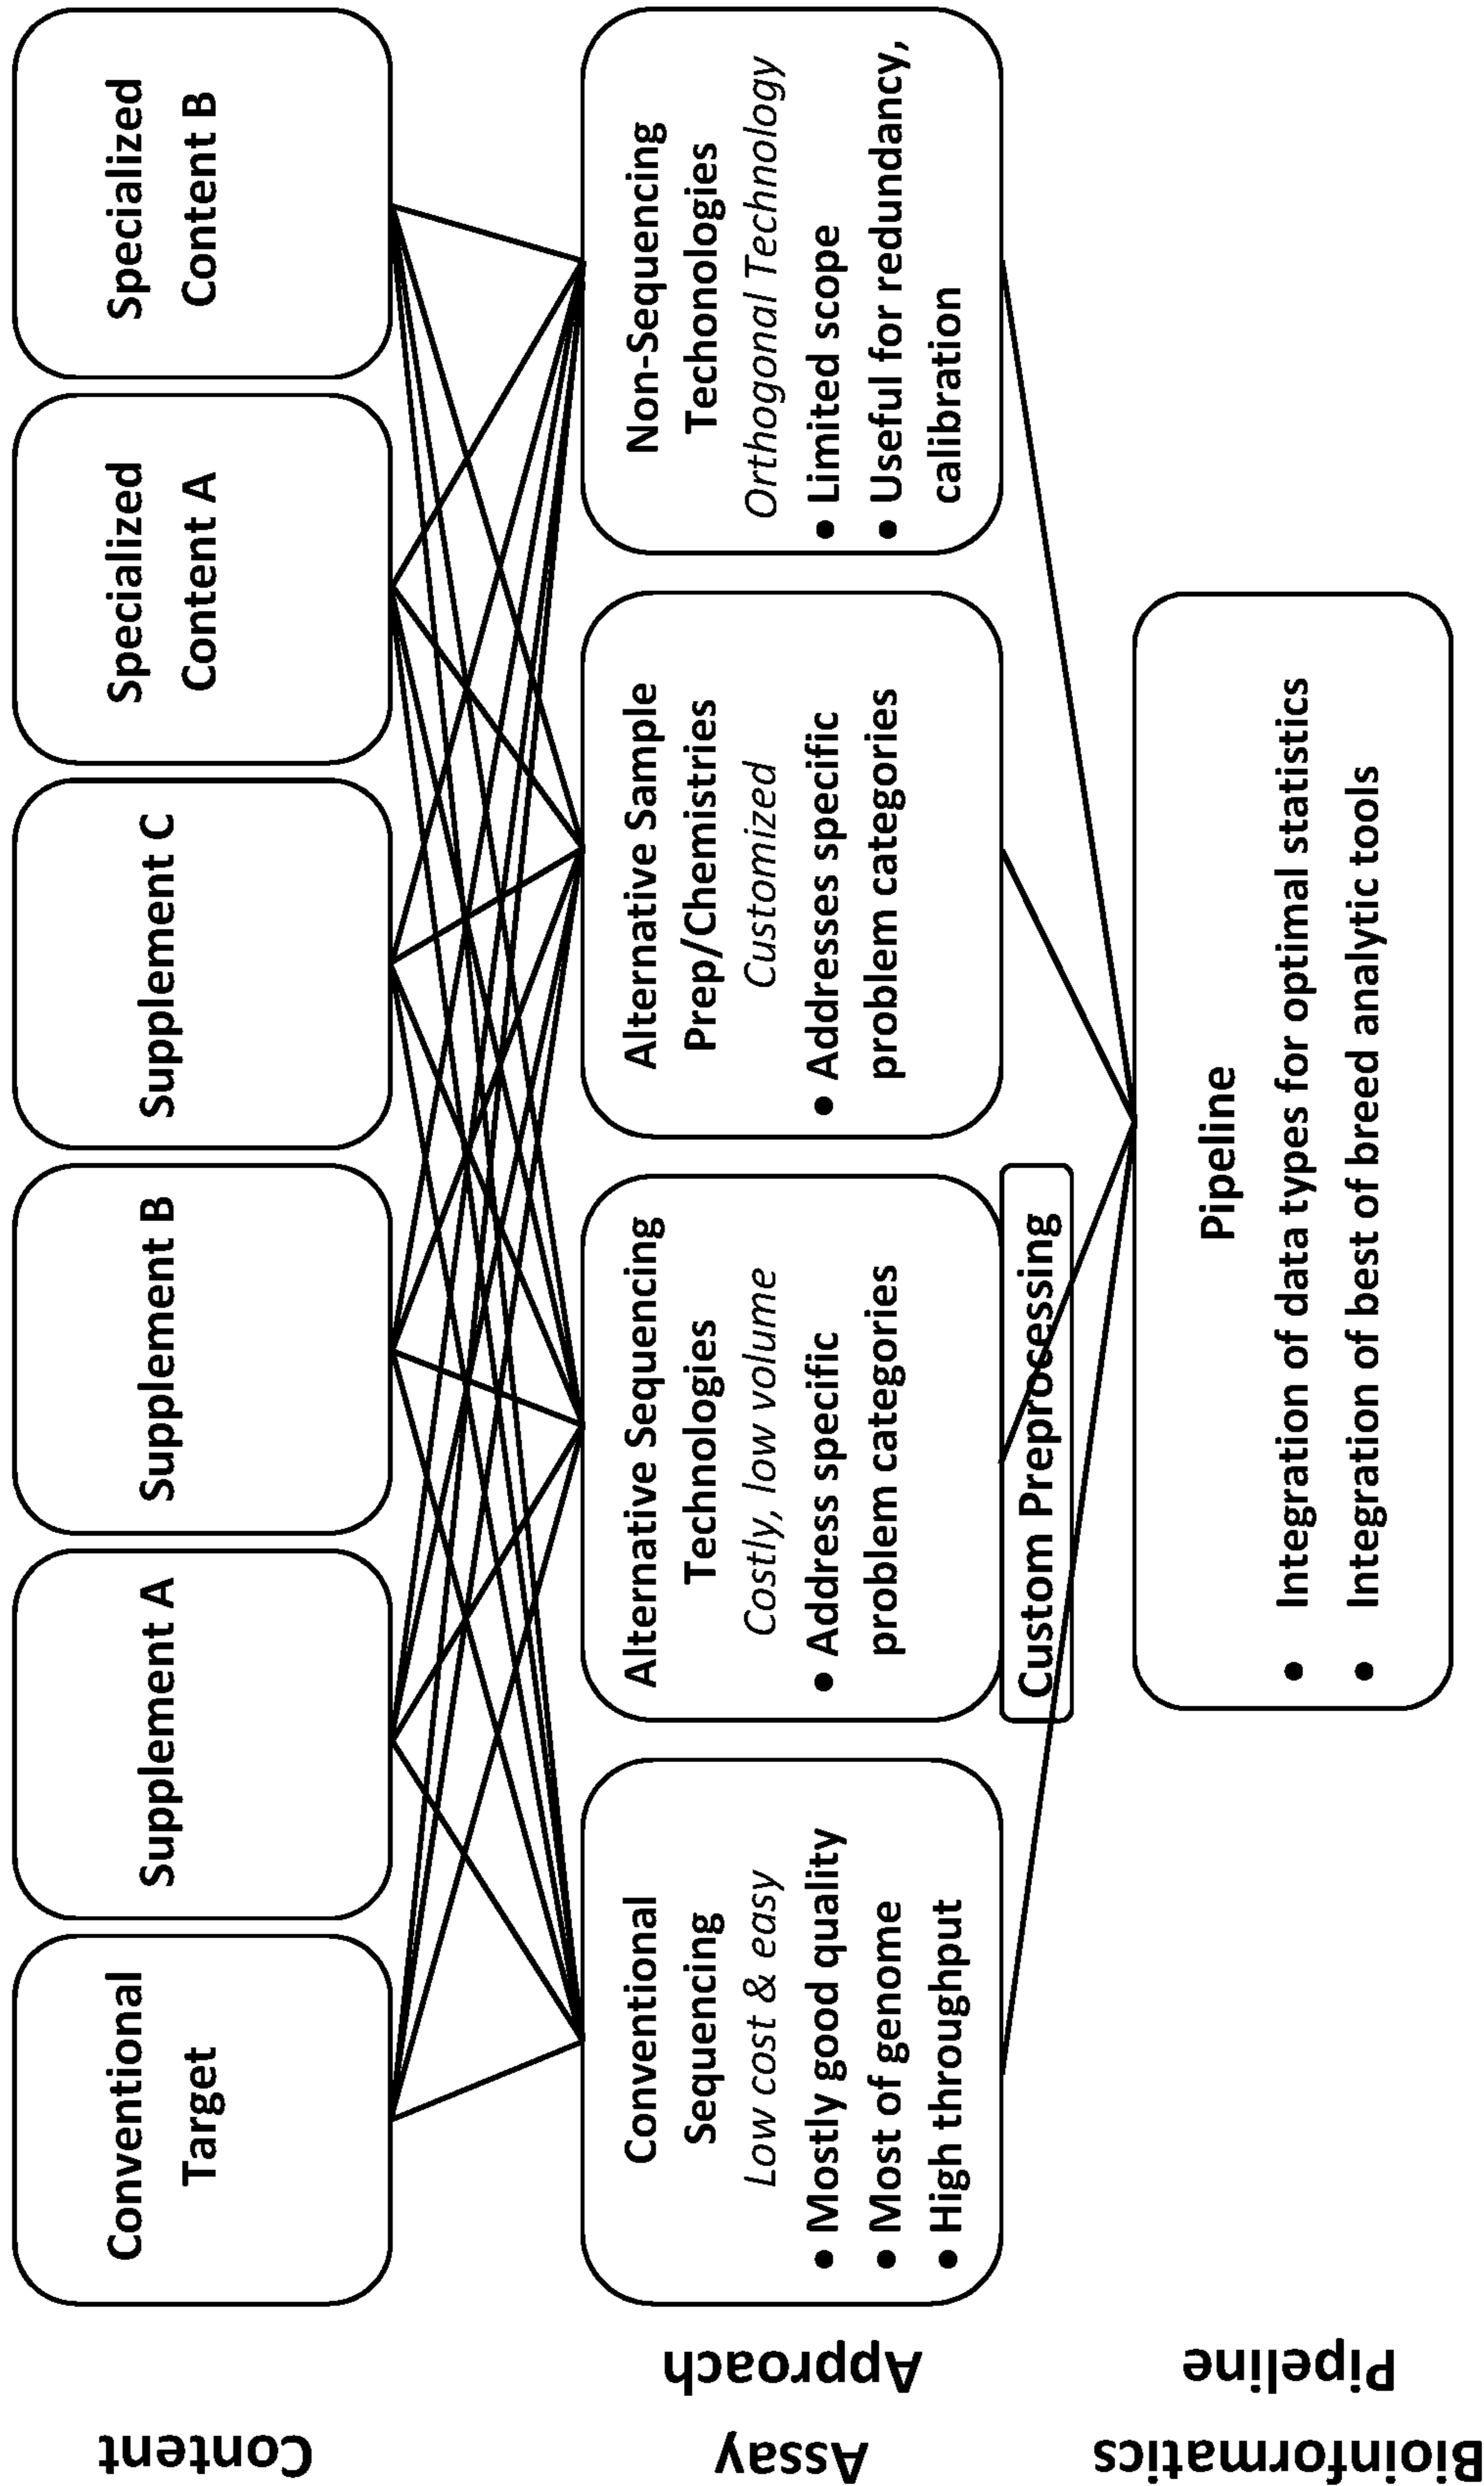 Content
Conventional
Target
Supplement A
Supplement B
Supplement C
Specialized
Content A
Specialized
Content B
Assay
Approach
Conventional
Sequencing
Low cost & easy
• Mostly good quality
• Most of genome
• High throughput
Alternative Sequencing
Technologies
Costly, low volume
• Address specific
problem categories
Custom Preprocessing
Alternative Sample
Prep/Chemistries
Customized
• Addresses specific
problem categories
Non-Sequencing
Techonologies
Orthogonal Technology
• Limited scope
• Useful for redundancy,
calibration
Bioinformatics
Pipeline
Pipeline
• Integration of data types for optimal statistics
• Integration of best of breed analytic tools